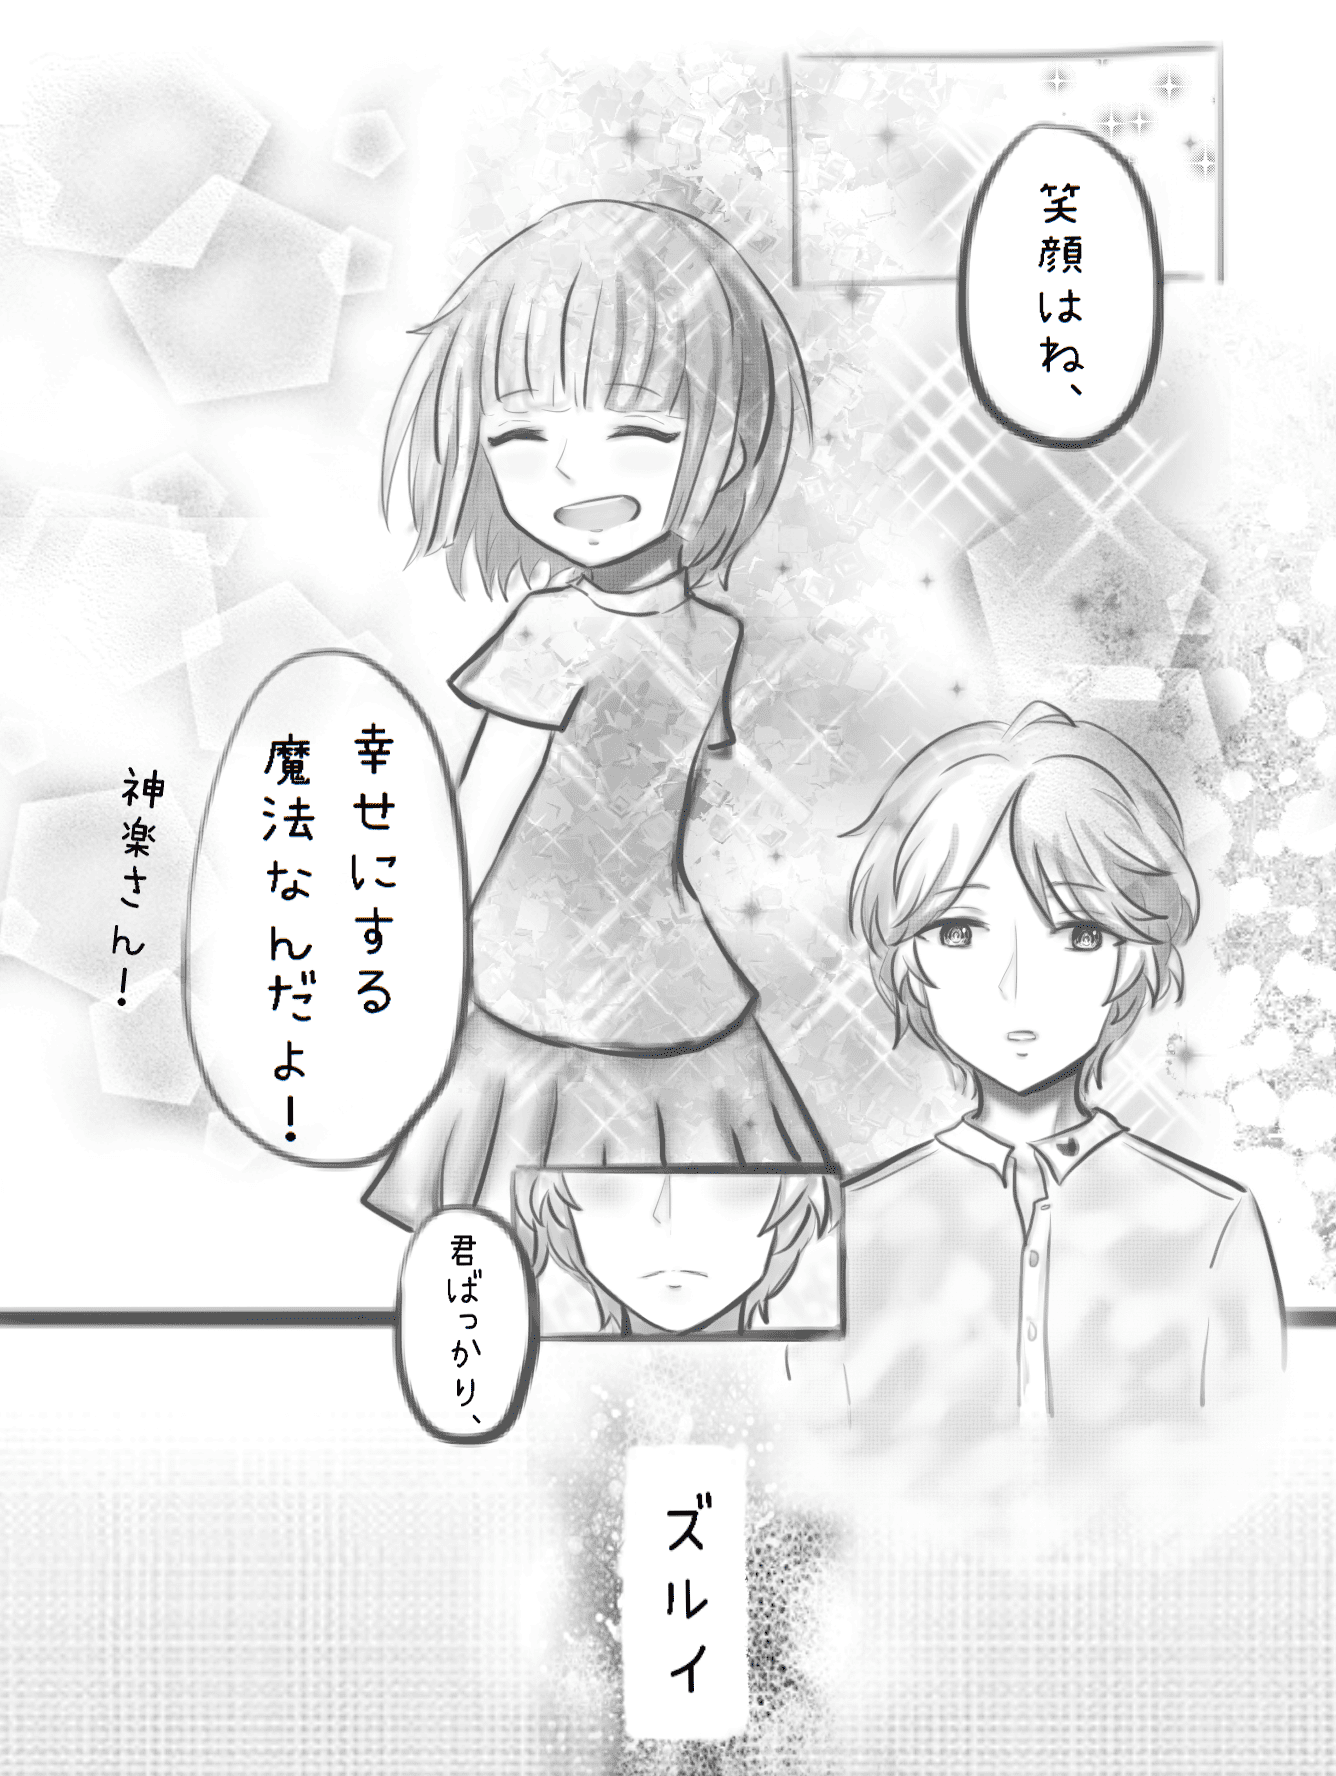 笑顔はね、
幸せにする
魔法なんだよ！
神楽さん！
君ばっかり、
ズルイ